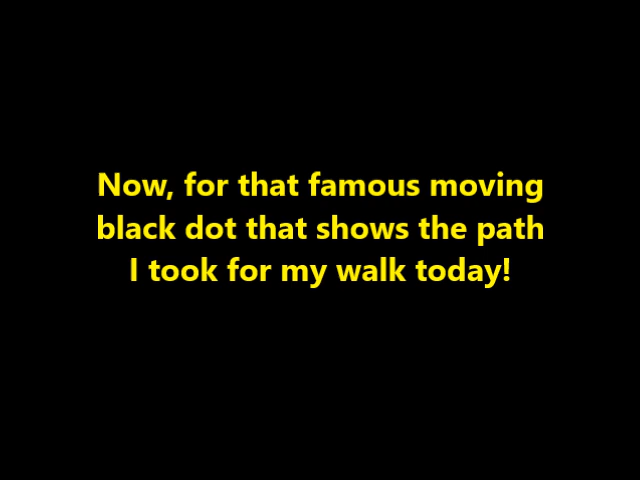 Now, for that famous moving
black dot that shows the path
I took for my walk today!